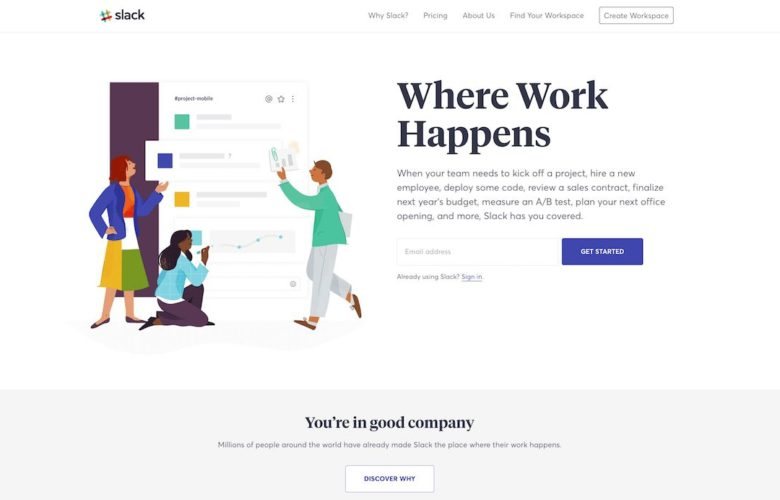 slack
Why Slack?
Pricing
About Us
Find Your Workspace
Create Workspace
#project-mobile
?
Where Work
Happens
When your team needs to kick off a project, hire a new
employee, deploy some code, review a sales contract, finalize
next year's budget, measure an A/B test, plan your next office
opening, and more, Slack has you covered.
Email address
GET STARTED
Already using Slack? Sign in.
You're in good company
Millions of people around the world have already made Slack the place where their work happens.
DISCOVER WHY